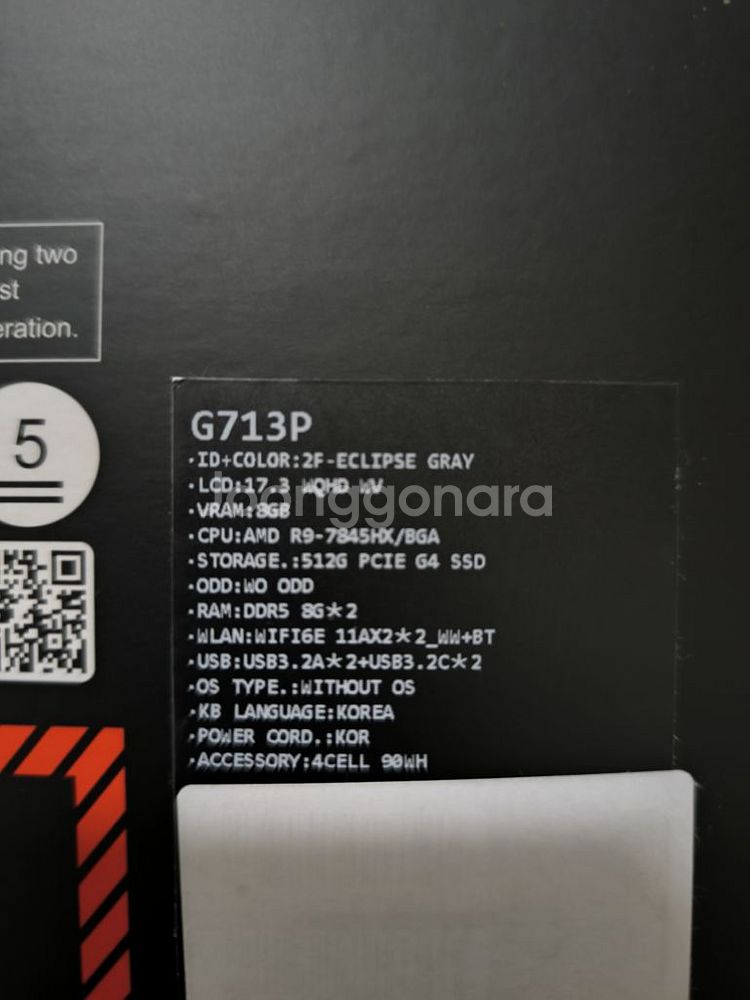 ng two
st
eration.
5
G713P
·ID+COLOR:2F-ECLIPSE GRAY
·LCD:17.3 WQHD WV
joonggonara
·VRAM:8GB
·CPU:AMD R9-7845HX/BGA
·STORAGE.:512G PCIE G4 SSD
·ODD:WO ODD
·RAM:DDR5 8G*2
·WLAN:WIFI6E 11AX2*2_WW+BT
·USB:USB3.2A*2+USB3.2C*2
·OS TYPE.:WITHOUT OS
·KB LANGUAGE:KOREA
·POWER CORD.:KOR
·ACCESSORY:4CELL 90WH